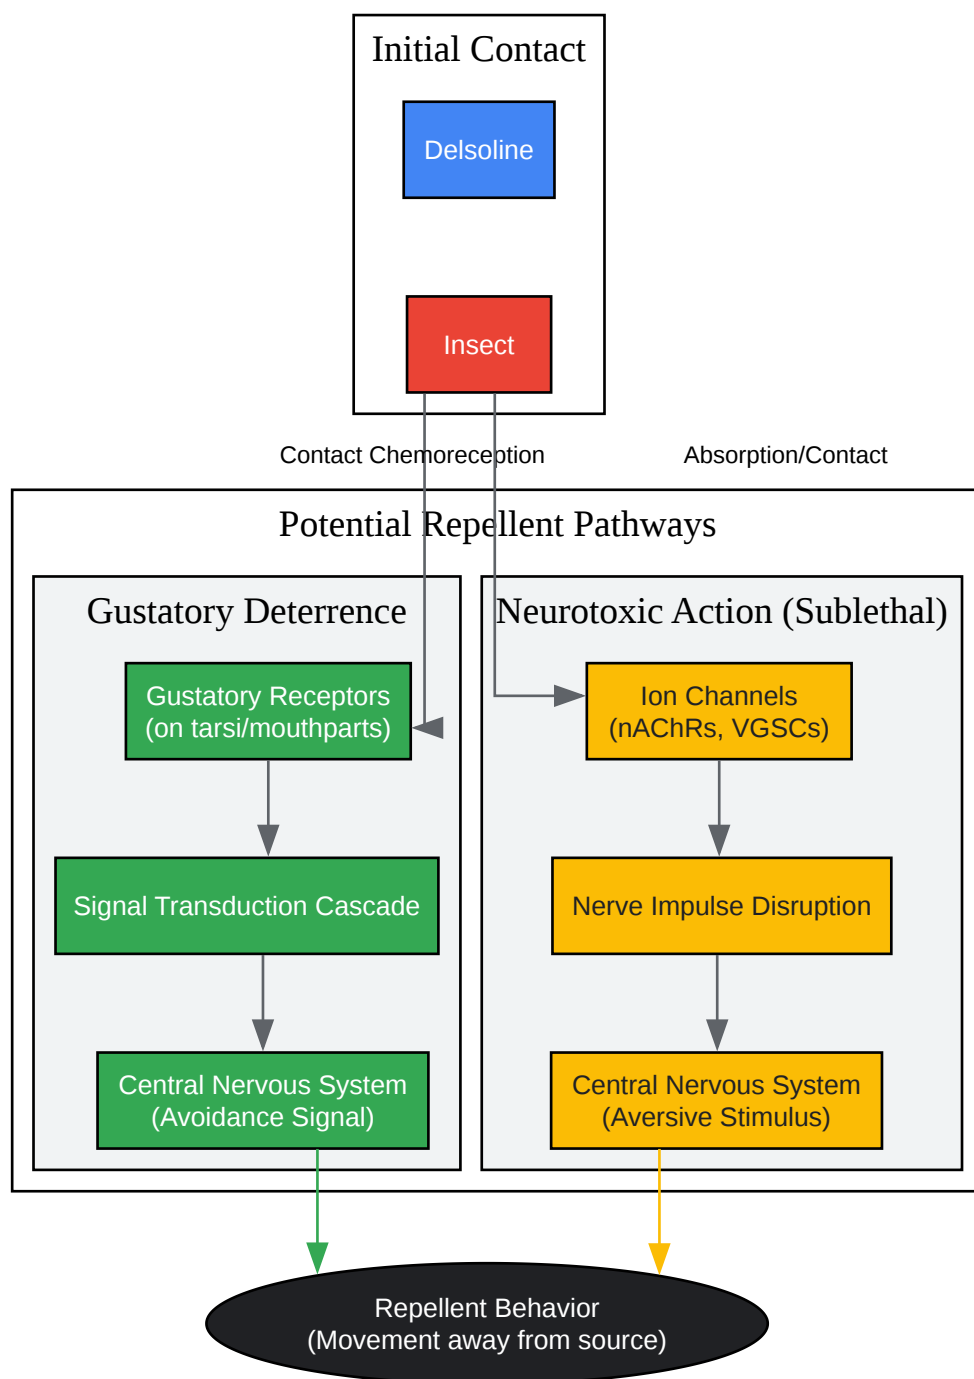 Initial Contact
Delsoline
Insect
Contact Chemoreception
Absorption/Contact
Potential Repellent Pathways
Gustatory Deterrence
Gustatory Receptors
(on tarsi/mouthparts)
Signal Transduction Cascade
Central Nervous System
(Avoidance Signal)
Neurotoxic Action (Sublethal)
Ion Channels
(nAChRs, VGSCs)
Nerve Impulse Disruption
Central Nervous System
(Aversive Stimulus)
Repellent Behavior
(Movement away from source)